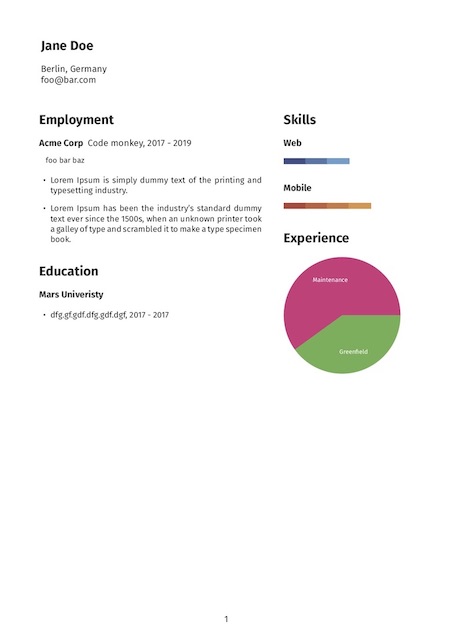 Jane Doe
Berlin, Germany
foo@bar.com
Employment
Acme Corp Code monkey, 2017 - 2019
foo bar baz
• Lorem Ipsum is simply dummy text of the printing and
typesetting industry.
• Lorem Ipsum has been the industry's standard dummy
text ever since the 1500s, when an unknown printer took
a galley of type and scrambled it to make a type specimen
book.
Education
Mars Univeristy
• dfg.gf.gdf.dfg.gdf.dgf, 2017 - 2017
Skills
Web
Mobile
Experience
Maintenance
Greenfield
1